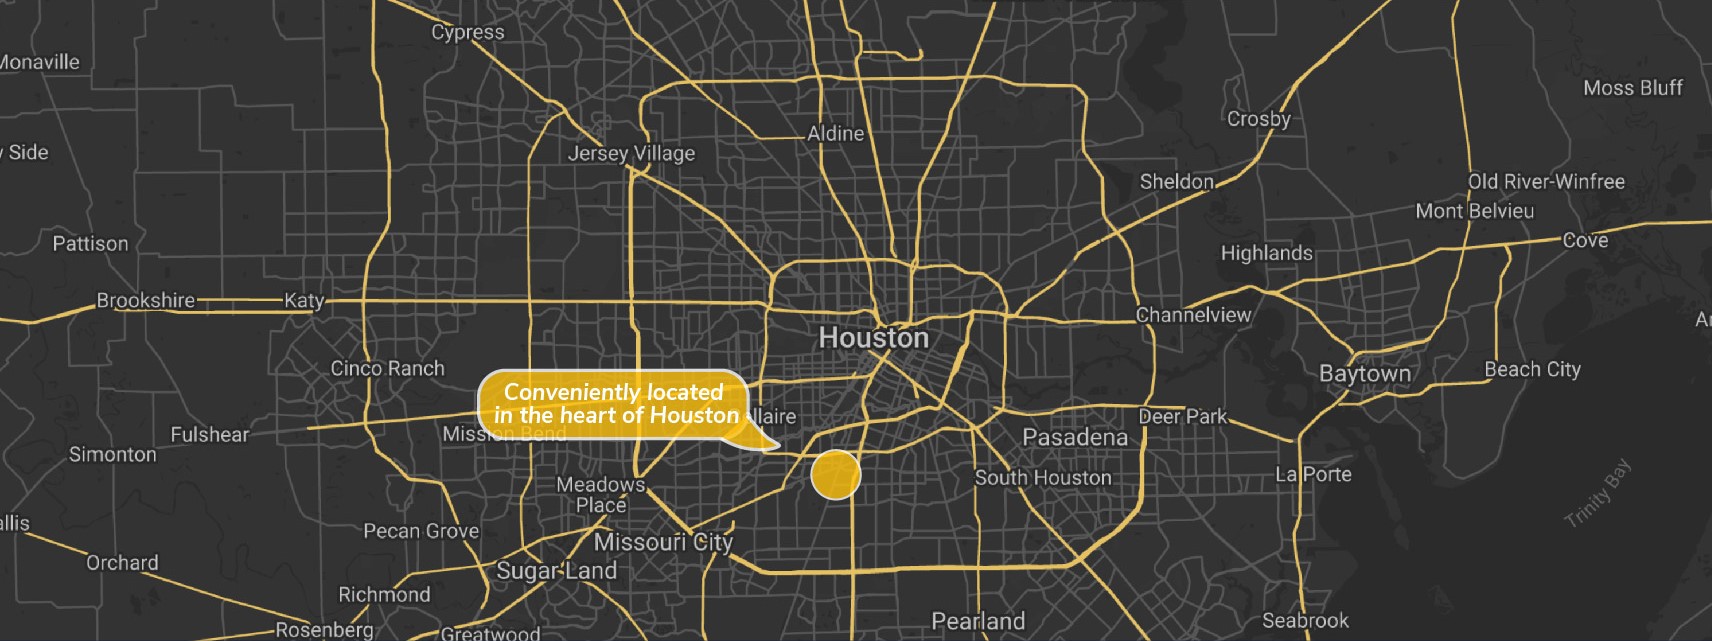 Cypress
Monaville
Moss Bluff
Crosby
Aldine
Side
Jersey Village
Sheldon
Old River-Winfree
Mont Belvieu
Pattison
Cove
Highlands
Brookshire
Katy
Channelview
Houston
Cinco Ranch
Baytown
Beach City
Conveniently located
in the heart of Houston
llaire
Deer Park
Fulshear
Mission Bend
Pasadena
Simonton
South Houston
La Porte
Meadows
Place
Trinity Bay
allis
Pecan Grove
Missouri City
Orchard
Sugar Land
Richmond
Pearland
Seabrook
Rosenberg
Greatwood